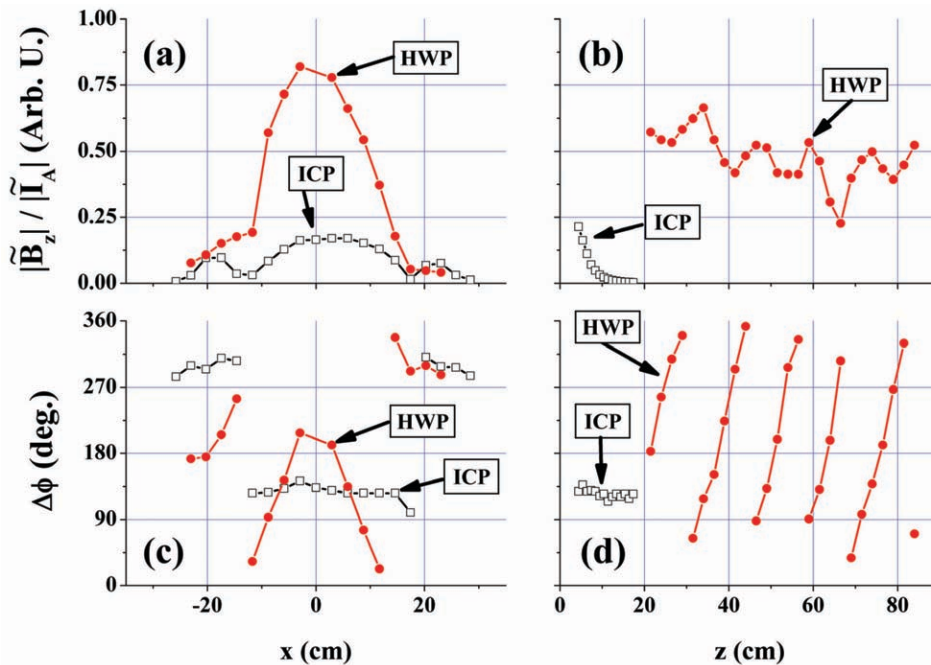 |B̃z| / |ĨA| (Arb. U.)
1.00
0.75
0.50
0.25
0.00
(a)
HWP
ICP
(b)
HWP
ICP
Δϕ (deg.)
360
270
180
90
0
HWP
ICP
(c)
HWP
ICP
(d)
-20
0
20
0
20
40
60
80
x (cm)
z (cm)